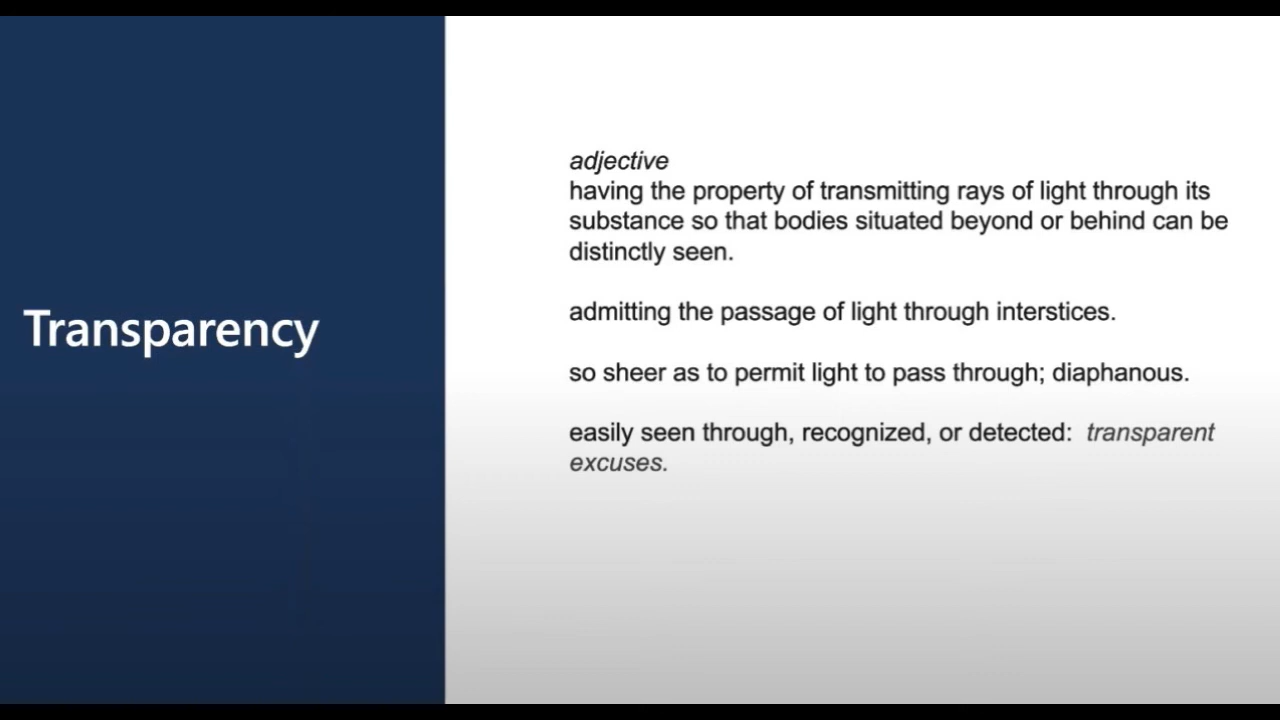 Transparency
adjective
having the property of transmitting rays of light through its
substance so that bodies situated beyond or behind can be
distinctly seen.
admitting the passage of light through interstices.
so sheer as to permit light to pass through; diaphanous.
easily seen through, recognized, or detected: transparent
excuses.